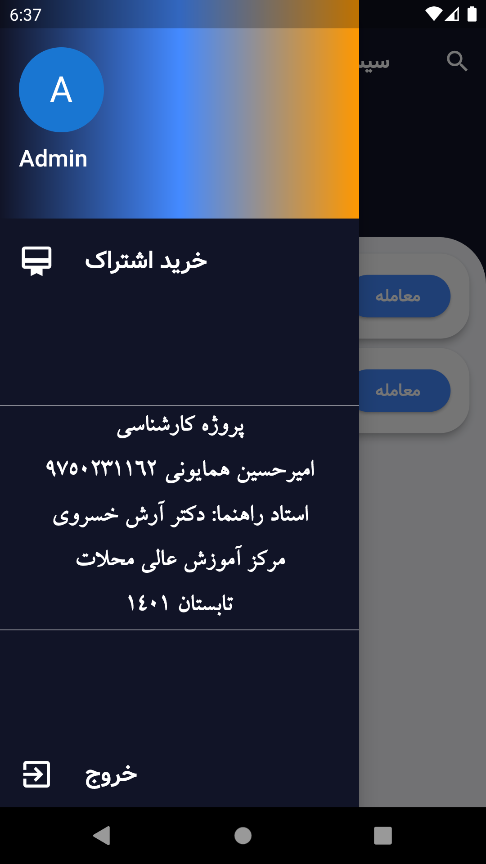 6:37
A
Admin
خرید اشتراک
معامله
معامله
پروژه کارشناسی
امیرحسین همایونی ۹۷۵۰۲۳۱۱۶۲
استاد راهنما: دکتر آرش خسروی
مرکز آموزش عالی محلات
تابستان ۱۴۰۱
خروج